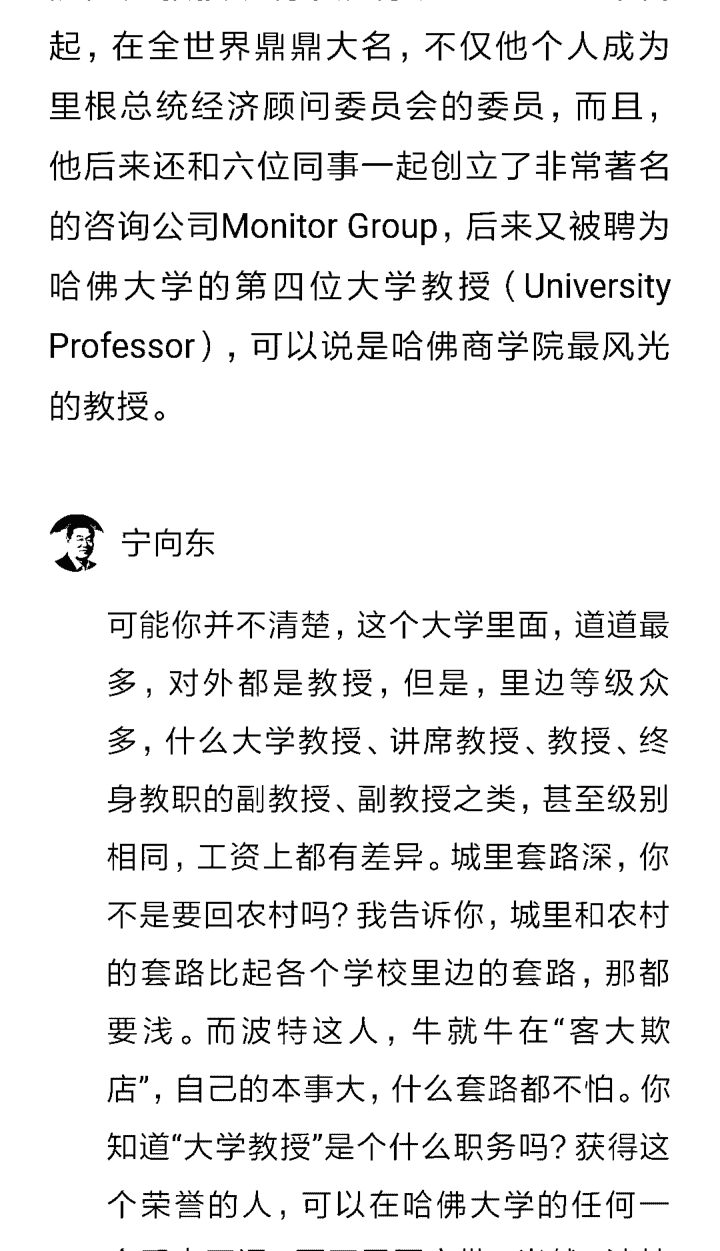 起，在全世界鼎鼎大名，不仅他个人成为
里根总统经济顾问委员会的委员，而且，
他后来还和六位同事一起创立了非常著名
的咨询公司Monitor Group，后来又被聘为
哈佛大学的第四位大学教授（University
Professor），可以说是哈佛商学院最风光
的教授。
宁向东
可能你并不清楚，这个大学里面，道道最
多，对外都是教授，但是，里边等级众
多，什么大学教授、讲席教授、教授、终
身教职的副教授、副教授之类，甚至级别
相同，工资上都有差异。城里套路深，你
不是要回农村吗？我告诉你，城里和农村
的套路比起各个学校里边的套路，那都
要浅。而波特这人，牛就牛在“客大欺
店”，自己的本事大，什么套路都不怕。你
知道“大学教授”是个什么职务吗？获得这
个荣誉的人，可以在哈佛大学的任何一